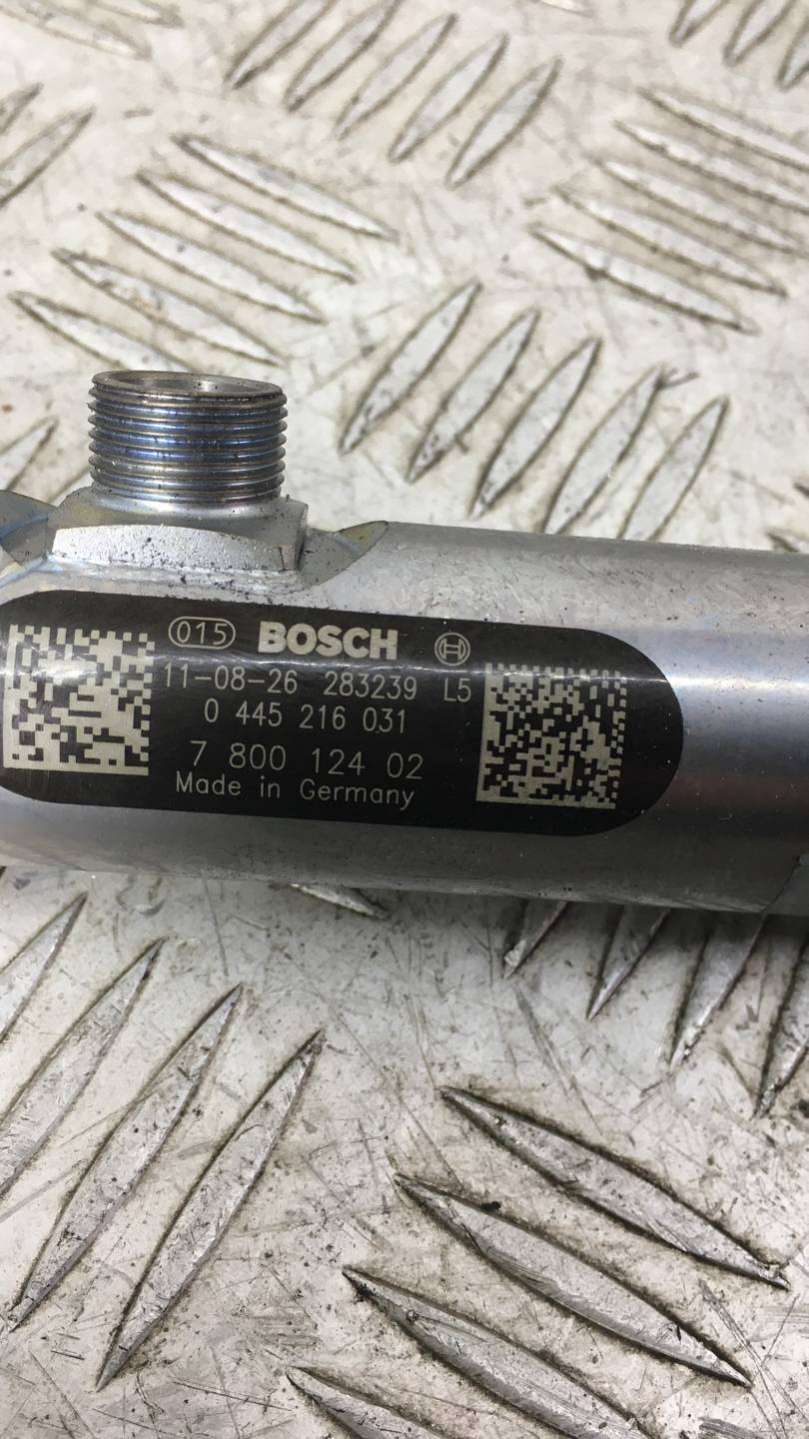 015 BOSCH
11-08-26 283239 L5
0 445 216 031
7 800 124 02
Made in Germany